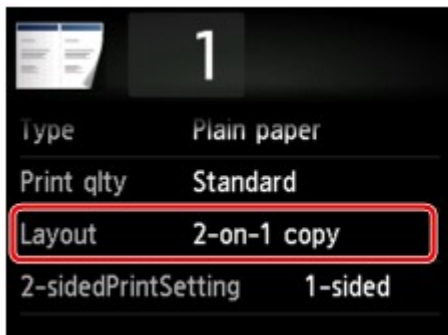 1
Type Plain paper
Print qlty Standard
Layout 2-on-1 copy
2-sidedPrintSetting 1-sided